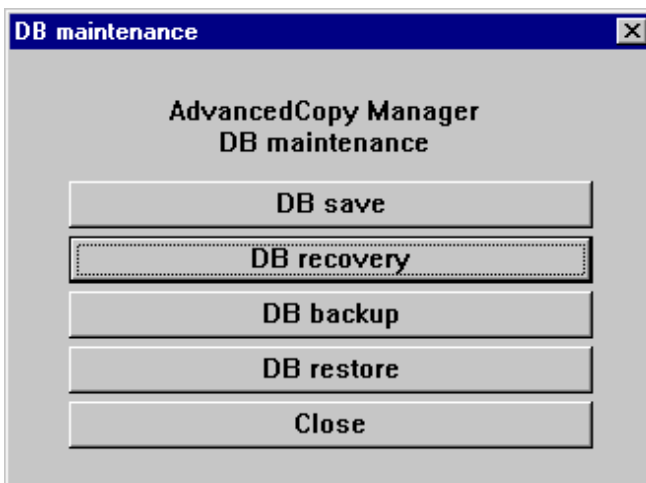 DB maintenance
AdvancedCopy Manager
DB maintenance
DB save
DB recovery
DB backup
DB restore
Close